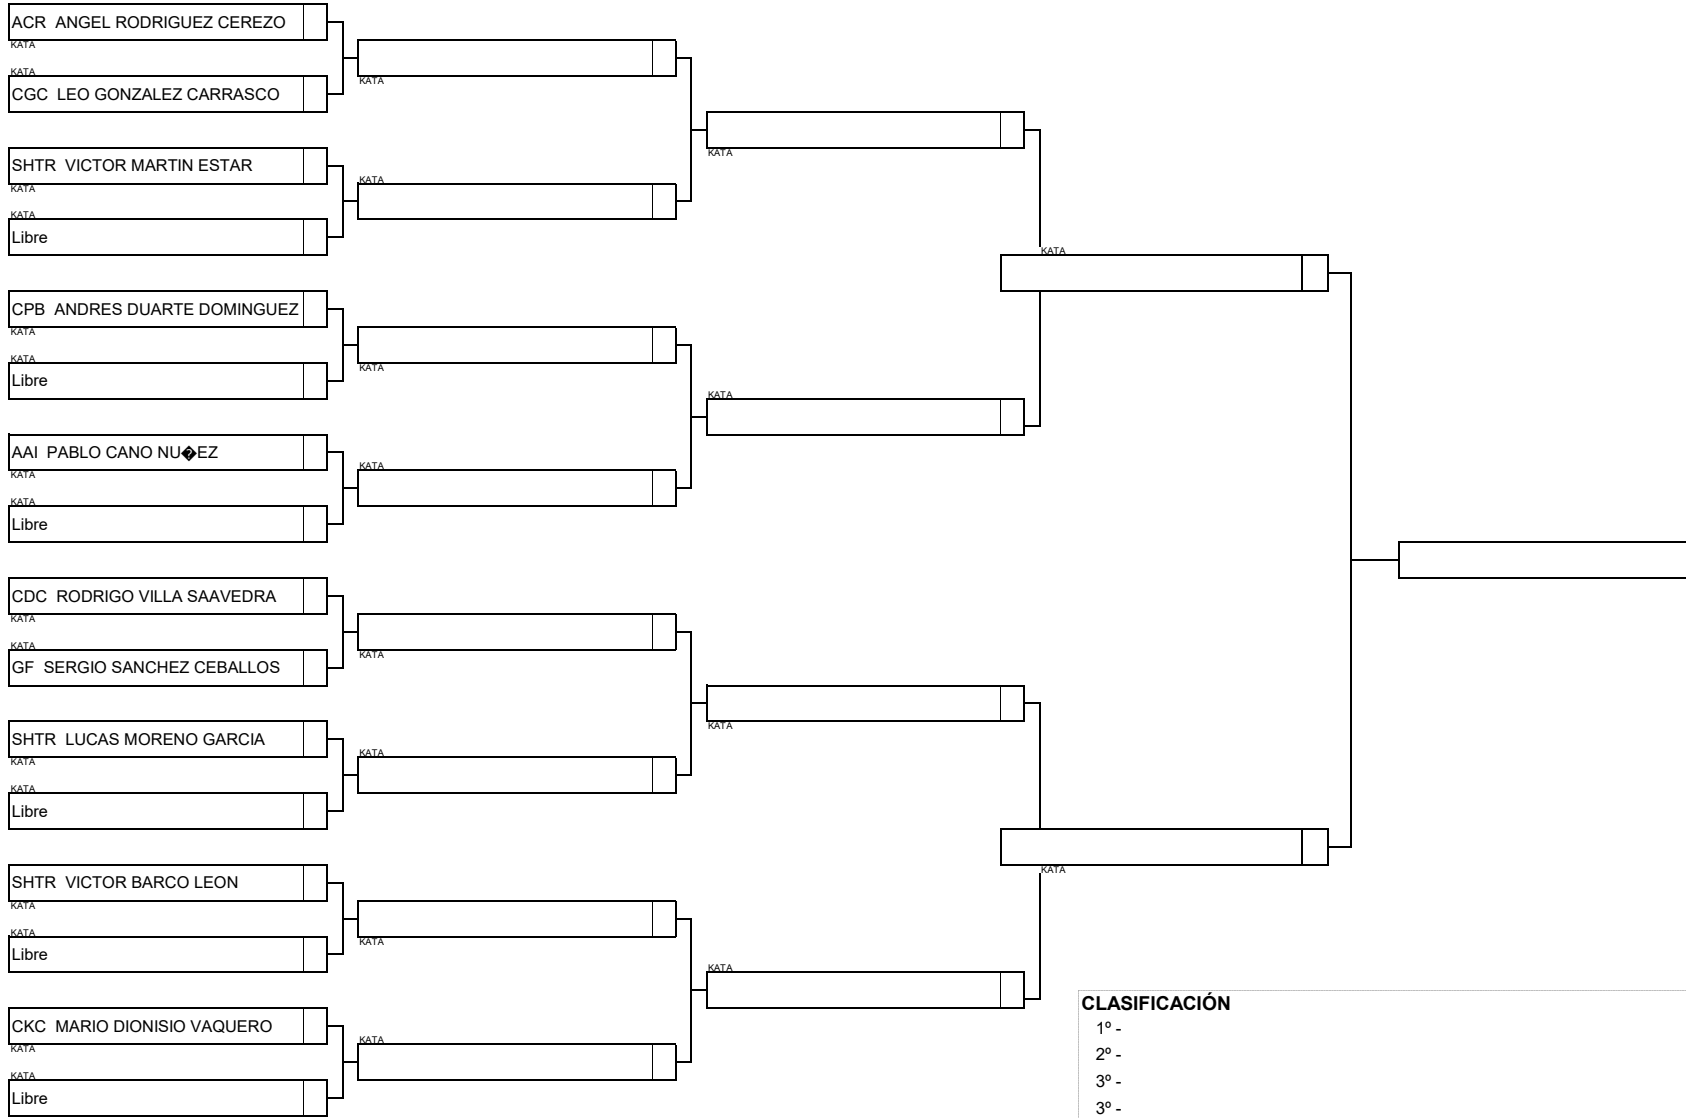 ACR ANGEL RODRIGUEZ CEREZO
KATA
KATA
CGC LEO GONZALEZ CARRASCO
SHTR VICTOR MARTIN ESTAR
KATA
KATA
Libre
CPB ANDRES DUARTE DOMINGUEZ
KATA
KATA
Libre
AAI PABLO CANO NU�EZ
KATA
KATA
Libre
CDC RODRIGO VILLA SAAVEDRA
KATA
KATA
GF SERGIO SANCHEZ CEBALLOS
SHTR LUCAS MORENO GARCIA
KATA
KATA
Libre
SHTR VICTOR BARCO LEON
KATA
KATA
Libre
CKC MARIO DIONISIO VAQUERO
KATA
KATA
Libre
KATA
KATA
KATA
KATA
KATA
KATA
KATA
KATA
KATA
KATA
KATA
KATA
KATA
KATA
CLASIFICACIÓN
1º -
2º -
3º -
3º -